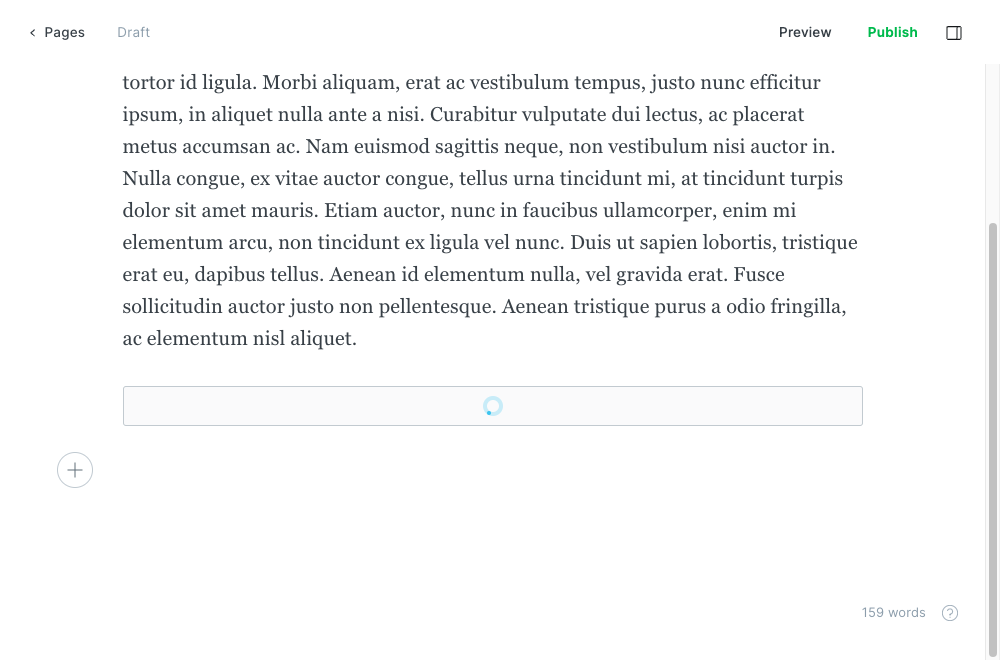 Pages
Draft
Preview
Publish
tortor id ligula. Morbi aliquam, erat ac vestibulum tempus, justo nunc efficitur
ipsum, in aliquet nulla ante a nisi. Curabitur vulputate dui lectus, ac placerat
metus accumsan ac. Nam euismod sagittis neque, non vestibulum nisi auctor in.
Nulla congue, ex vitae auctor congue, tellus urna tincidunt mi, at tincidunt turpis
dolor sit amet mauris. Etiam auctor, nunc in faucibus ullamcorper, enim mi
elementum arcu, non tincidunt ex ligula vel nunc. Duis ut sapien lobortis, tristique
erat eu, dapibus tellus. Aenean id elementum nulla, vel gravida erat. Fusce
sollicitudin auctor justo non pellentesque. Aenean tristique purus a odio fringilla,
ac elementum nisl aliquet.
159 words
?